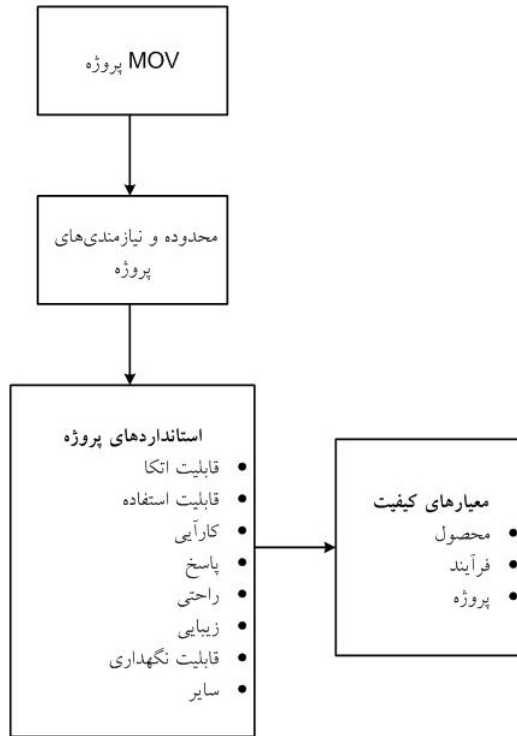 MOV پروژه
محدوده و نیازمندی‌های
پروژه
استانداردهای پروژه
• قابلیت اتکا
• قابلیت استفاده
• کارآیی
• پاسخ
• راحتی
• زیبایی
• قابلیت نگهداری
• سایر
معیارهای کیفیت
• محصول
• فرآیند
• پروژه